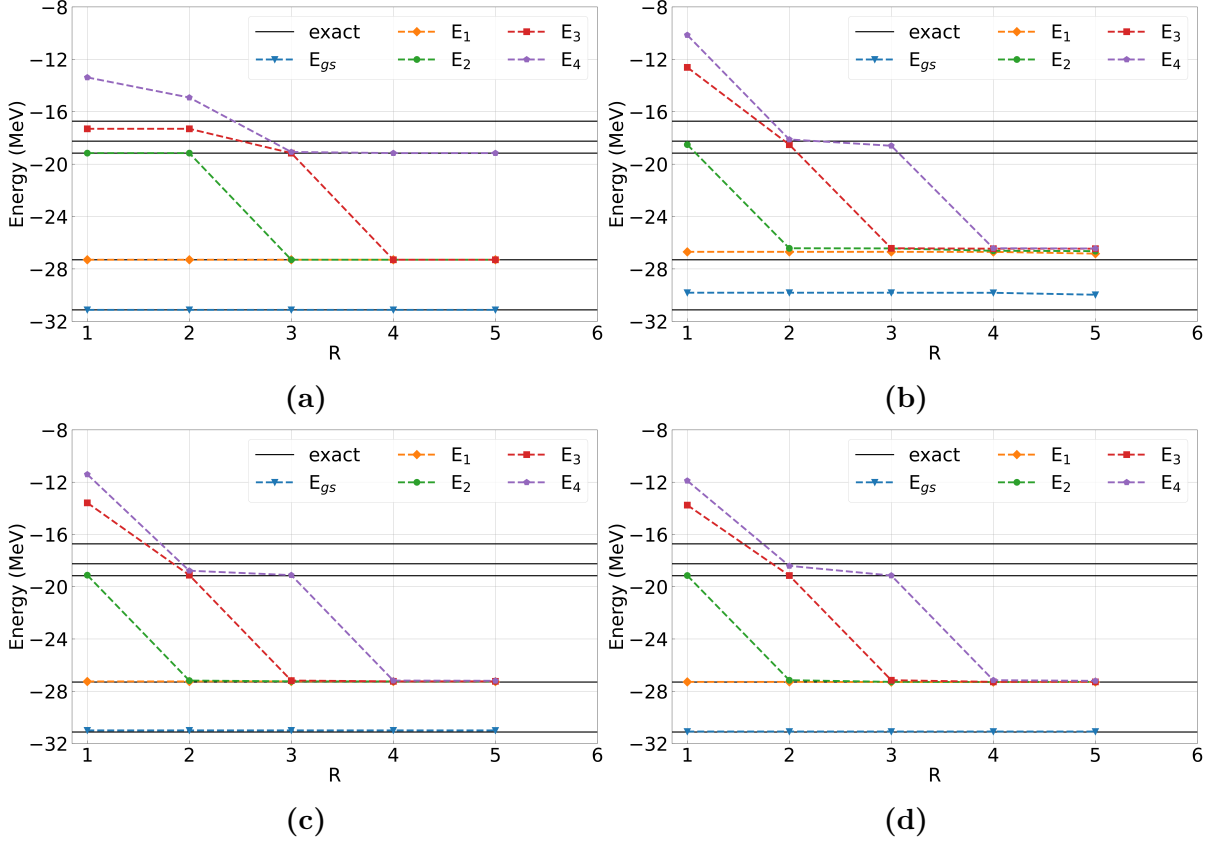 −8
−12
−16
−20
−24
−28
−32
Energy (MeV)
exact
E_gs
E_1
E_2
E_3
E_4
1 2 3 4 5 6
R
(a)
−8
−12
−16
−20
−24
−28
−32
Energy (MeV)
exact
E_gs
E_1
E_2
E_3
E_4
1 2 3 4 5 6
R
(b)
−8
−12
−16
−20
−24
−28
−32
Energy (MeV)
exact
E_gs
E_1
E_2
E_3
E_4
1 2 3 4 5 6
R
(c)
−8
−12
−16
−20
−24
−28
−32
Energy (MeV)
exact
E_gs
E_1
E_2
E_3
E_4
1 2 3 4 5 6
R
(d)